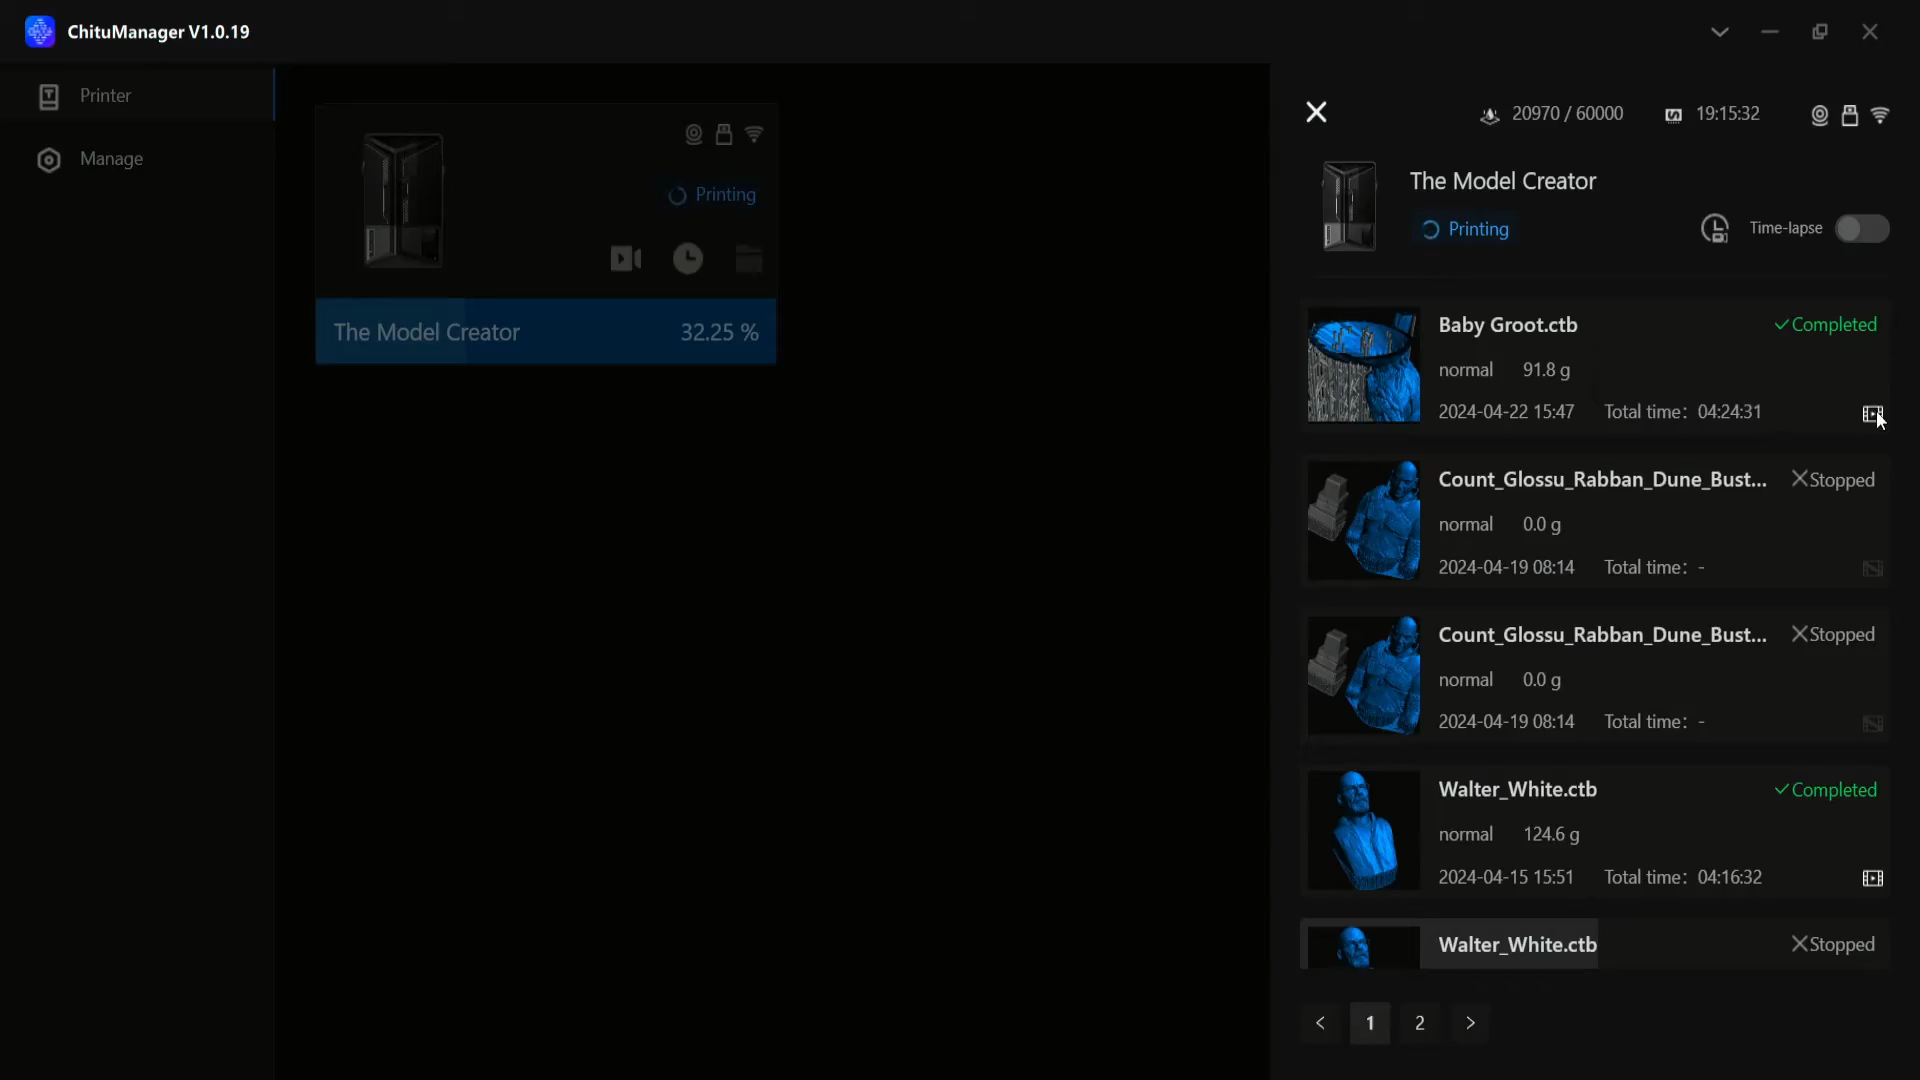 ChituManager V1.0.19
Printer
Manage
Printing
The Model Creator 32.25 %
20970 / 60000 19:15:32
The Model Creator
Printing Time-lapse
Baby Groot.ctb Completed
normal 91.8 g
2024-04-22 15:47 Total time: 04:24:31
Count_Glossu_Rabban_Dune_Bust... Stopped
normal 0.0 g
2024-04-19 08:14 Total time: -
Count_Glossu_Rabban_Dune_Bust... Stopped
normal 0.0 g
2024-04-19 08:14 Total time: -
Walter_White.ctb Completed
normal 124.6 g
2024-04-15 15:51 Total time: 04:16:32
Walter_White.ctb Stopped
< 1 2 >